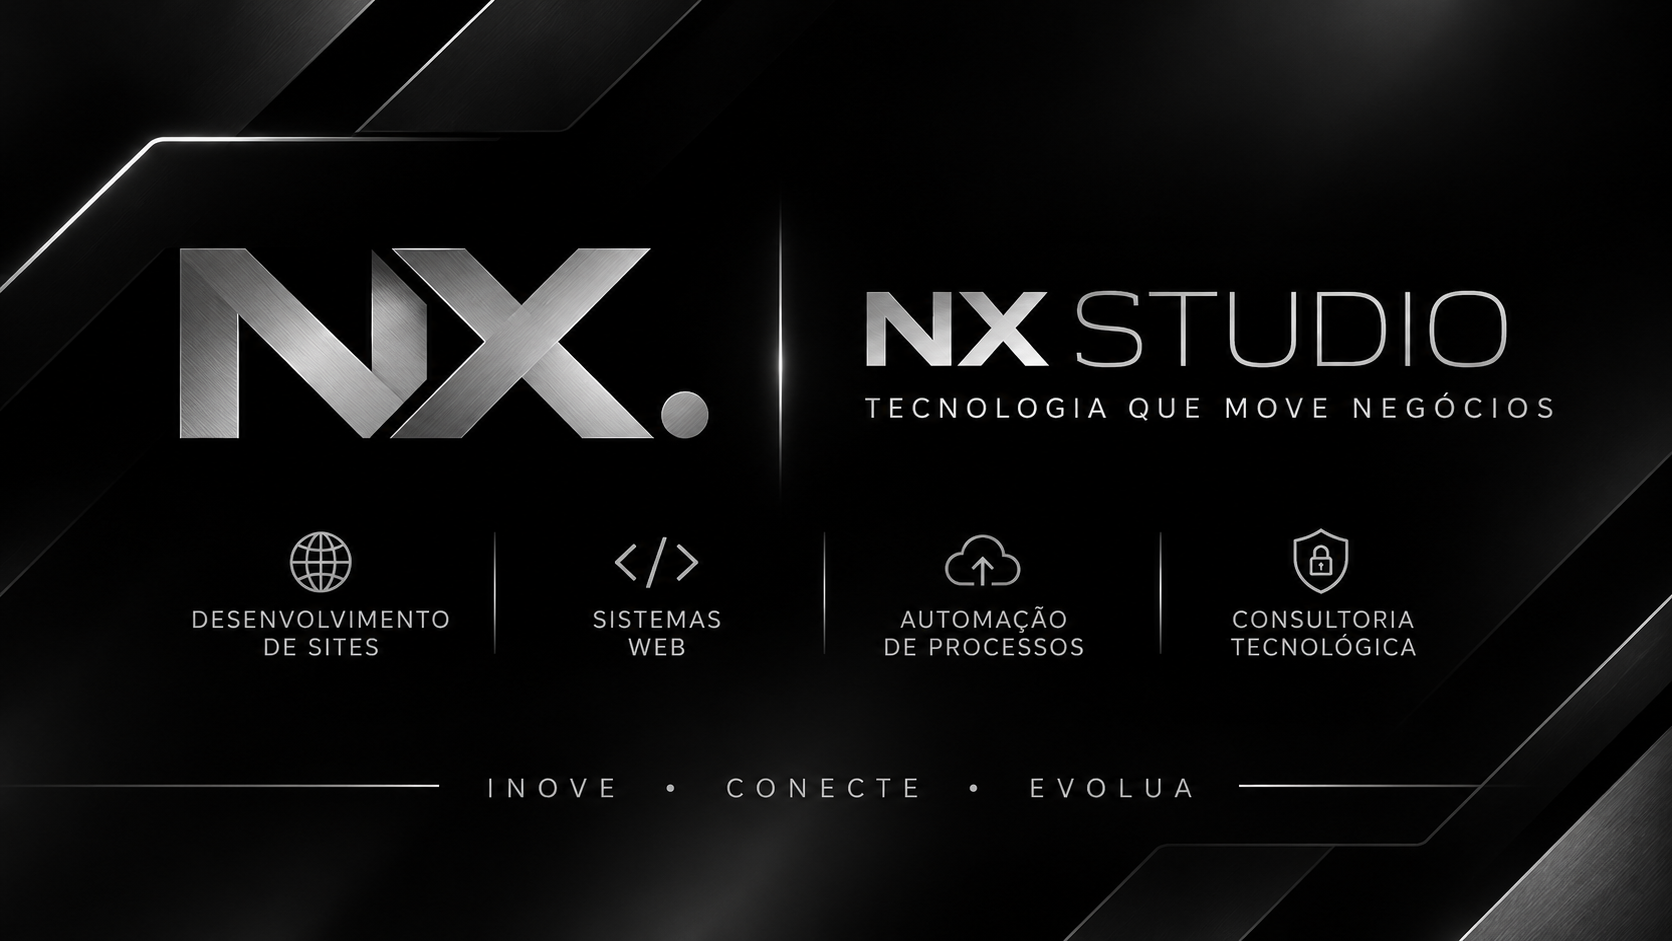 NX.
NX STUDIO
TECNOLOGIA QUE MOVE NEGÓCIOS
DESENVOLVIMENTO
DE SITES
SISTEMAS
WEB
AUTOMAÇÃO
DE PROCESSOS
CONSULTORIA
TECNOLÓGICA
INOVE • CONECTE • EVOLUA